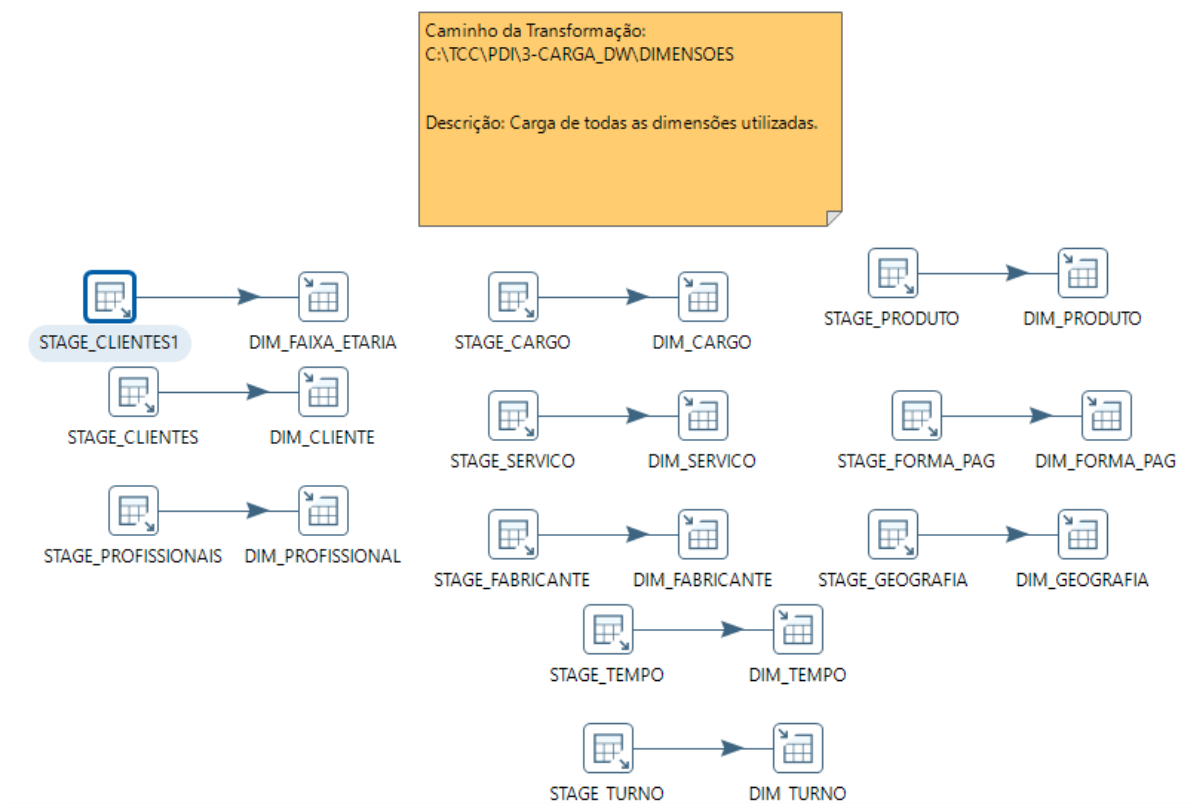 Caminho da Transformação:
C:\TCC\PDI\3-CARGA_DW\DIMENSOES
Descrição: Carga de todas as dimensões utilizadas.
STAGE_CLIENTES1
DIM_FAIXA_ETARIA
STAGE_CARGO
DIM_CARGO
STAGE_PRODUTO
DIM_PRODUTO
STAGE_CLIENTES
DIM_CLIENTE
STAGE_SERVICO
DIM_SERVICO
STAGE_FORMA_PAG
DIM_FORMA_PAG
STAGE_PROFISSIONAIS
DIM_PROFISSIONAL
STAGE_FABRICANTE
DIM_FABRICANTE
STAGE_GEOGRAFIA
DIM_GEOGRAFIA
STAGE_TEMPO
DIM_TEMPO
STAGE_TURNO
DIM_TURNO